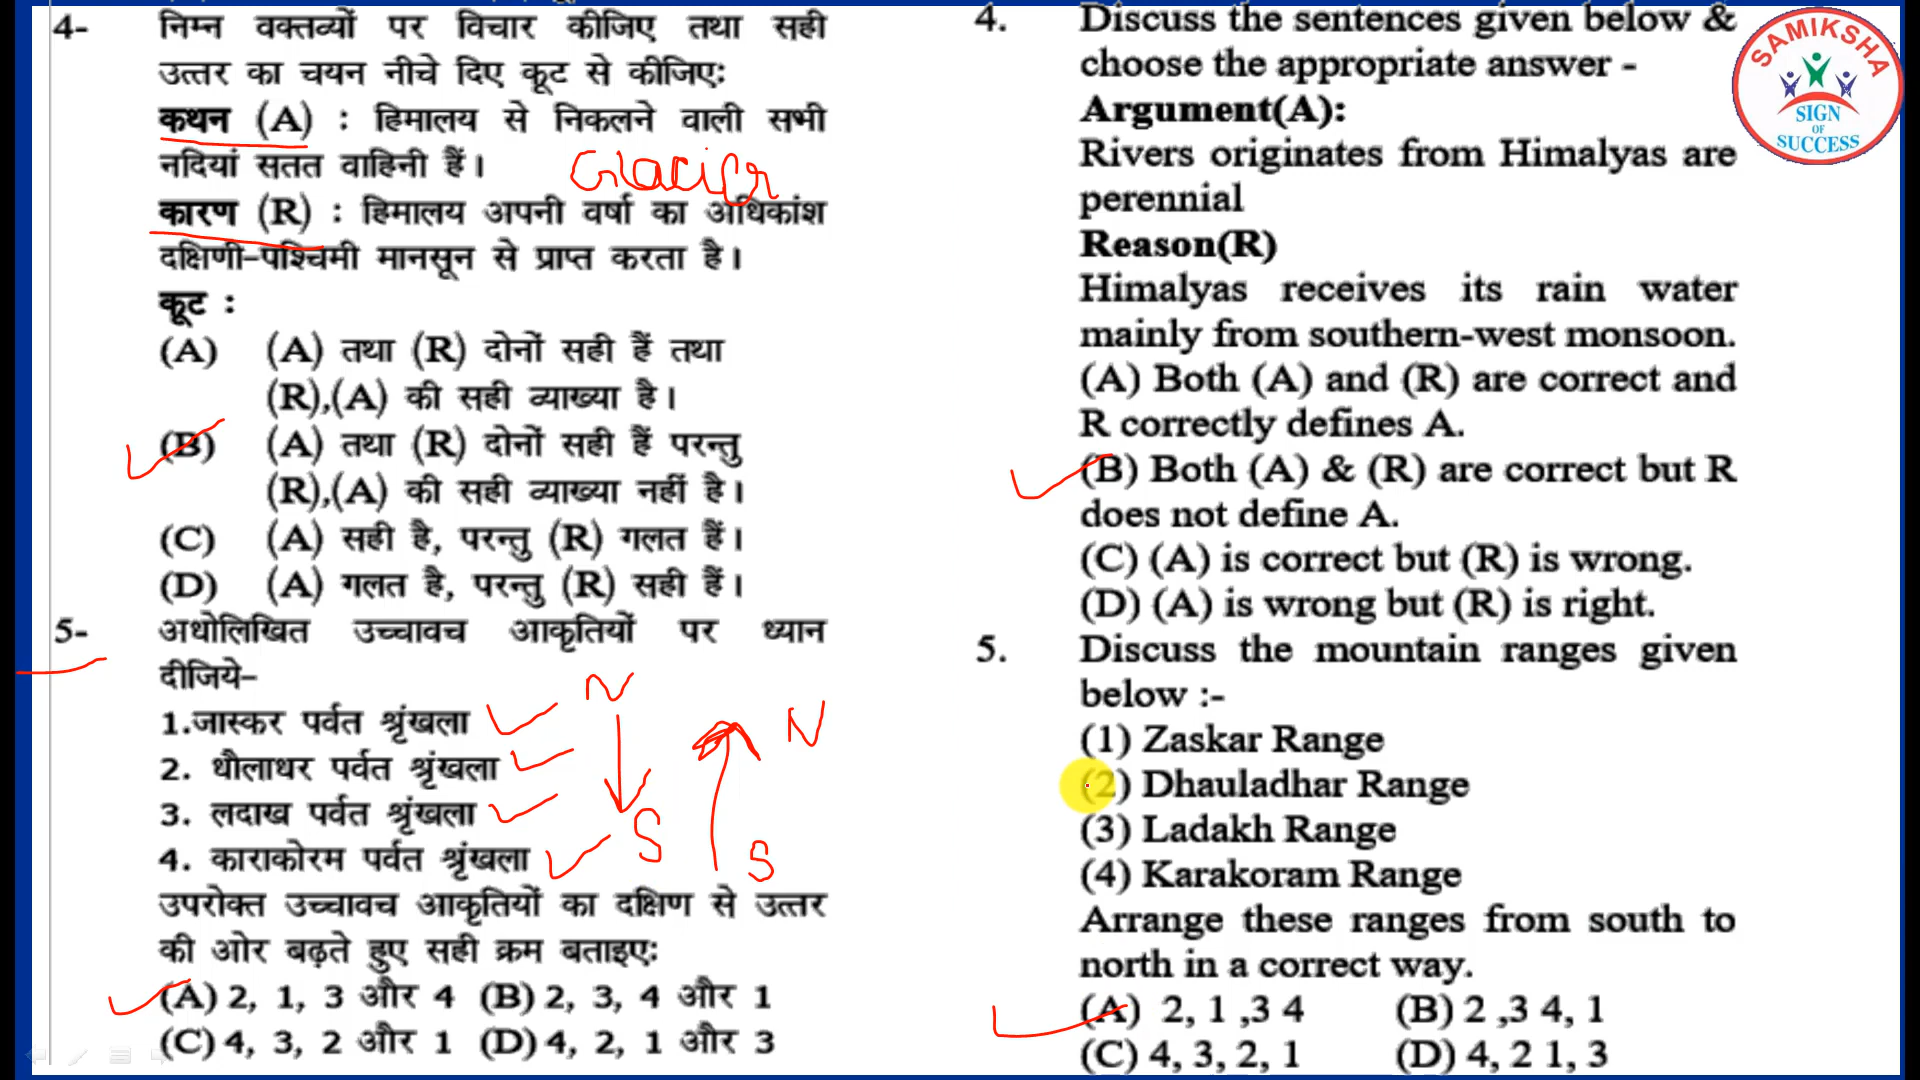 4- निम्न वक्तव्यों पर विचार कीजिए तथा सही
उत्तर का चयन नीचे दिए कूट से कीजिएः
कथन (A) : हिमालय से निकलने वाली सभी
नदियां सतत वाहिनी हैं।
Glacier
कारण (R) : हिमालय अपनी वर्षा का अधिकांश
दक्षिणी-पश्चिमी मानसून से प्राप्त करता है।
कूट :
(A) (A) तथा (R) दोनों सही हैं तथा
(R),(A) की सही व्याख्या है।
(B) (A) तथा (R) दोनों सही हैं परन्तु
(R),(A) की सही व्याख्या नहीं है।
(C) (A) सही है, परन्तु (R) गलत हैं।
(D) (A) गलत है, परन्तु (R) सही हैं।
5- अधोलिखित उच्चावच आकृतियों पर ध्यान
दीजिये-
1.जास्कर पर्वत श्रृंखला
2. धौलाधर पर्वत श्रृंखला
3. लदाख पर्वत श्रृंखला
4. काराकोरम पर्वत श्रृंखला
N
S
N
S
उपरोक्त उच्चावच आकृतियों का दक्षिण से उत्तर
की ओर बढ़ते हुए सही क्रम बताइएः
(A) 2, 1, 3 और 4 (B) 2, 3, 4 और 1
(C) 4, 3, 2 और 1 (D) 4, 2, 1 और 3
4. Discuss the sentences given below &
choose the appropriate answer -
Argument(A):
Rivers originates from Himalyas are
perennial
Reason(R)
Himalyas receives its rain water
mainly from southern-west monsoon.
(A) Both (A) and (R) are correct and
R correctly defines A.
(B) Both (A) & (R) are correct but R
does not define A.
(C) (A) is correct but (R) is wrong.
(D) (A) is wrong but (R) is right.
5. Discuss the mountain ranges given
below :-
(1) Zaskar Range
(2) Dhauladhar Range
(3) Ladakh Range
(4) Karakoram Range
Arrange these ranges from south to
north in a correct way.
(A) 2, 1 ,3 4 (B) 2 ,3 4, 1
(C) 4, 3, 2, 1 (D) 4, 2 1, 3
SAMIKSHA
SIGN
OF
SUCCESS